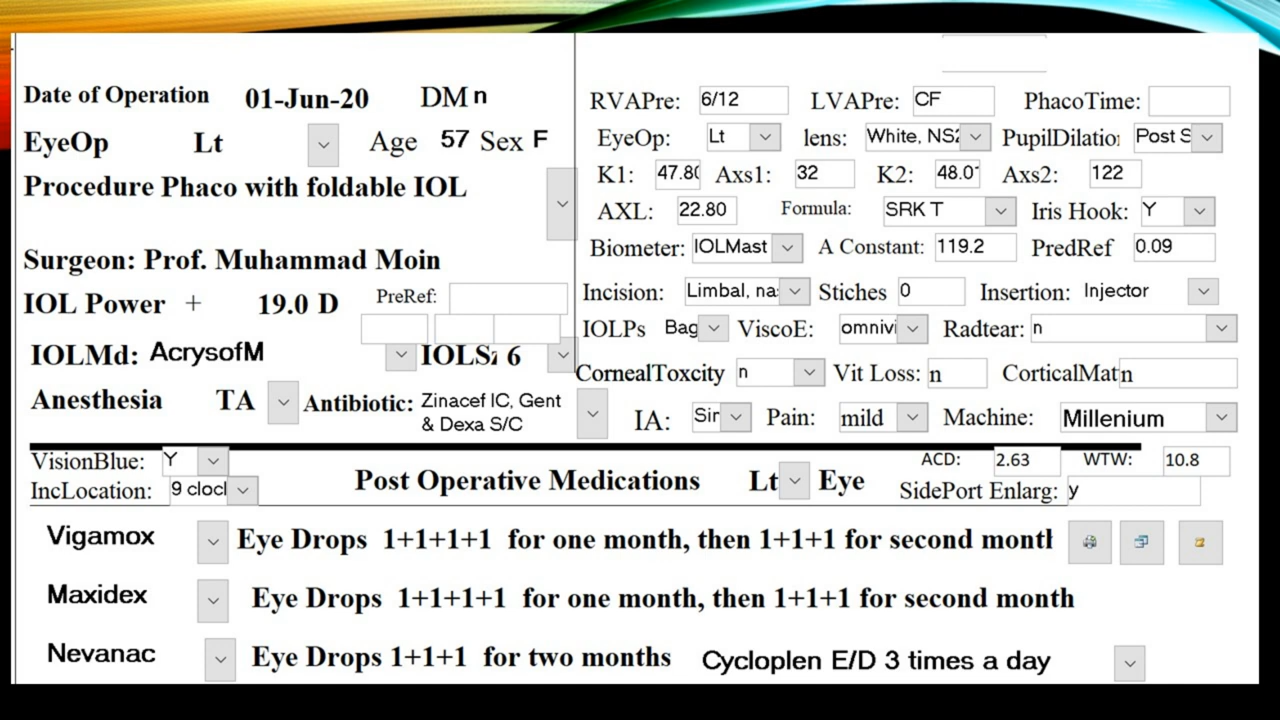 Date of Operation 01-Jun-20 DM n
EyeOp Lt Age 57 Sex F
Procedure Phaco with foldable IOL
Surgeon: Prof. Muhammad Moin
IOL Power + 19.0 D PreRef:
IOLMd: AcrysofM IOLSz 6
Anesthesia TA Antibiotic: Zinacef IC, Gent
& Dexa S/C
RVAPre: 6/12 LVAPre: CF PhacoTime:
EyeOp: Lt lens: White, NS2 PupilDilatio Post S
K1: 47.80 Axs1: 32 K2: 48.0 Axs2: 122
AXL: 22.80 Formula: SRK T Iris Hook: Y
Biometer: IOLMast A Constant: 119.2 PredRef 0.09
Incision: Limbal, na Stiches 0 Insertion: Injector
IOLPs Bag ViscoE: omnivi Radtear: n
CornealToxcity n Vit Loss: n CorticalMat n
IA: Sin Pain: mild Machine: Millenium
VisionBlue: Y ACD: 2.63 WTW: 10.8
IncLocation: 9 clocl Post Operative Medications Lt Eye SidePort Enlarg: y
Vigamox Eye Drops 1+1+1+1 for one month, then 1+1+1 for second month
Maxidex Eye Drops 1+1+1+1 for one month, then 1+1+1 for second month
Nevanac Eye Drops 1+1+1 for two months Cycloplen E/D 3 times a day